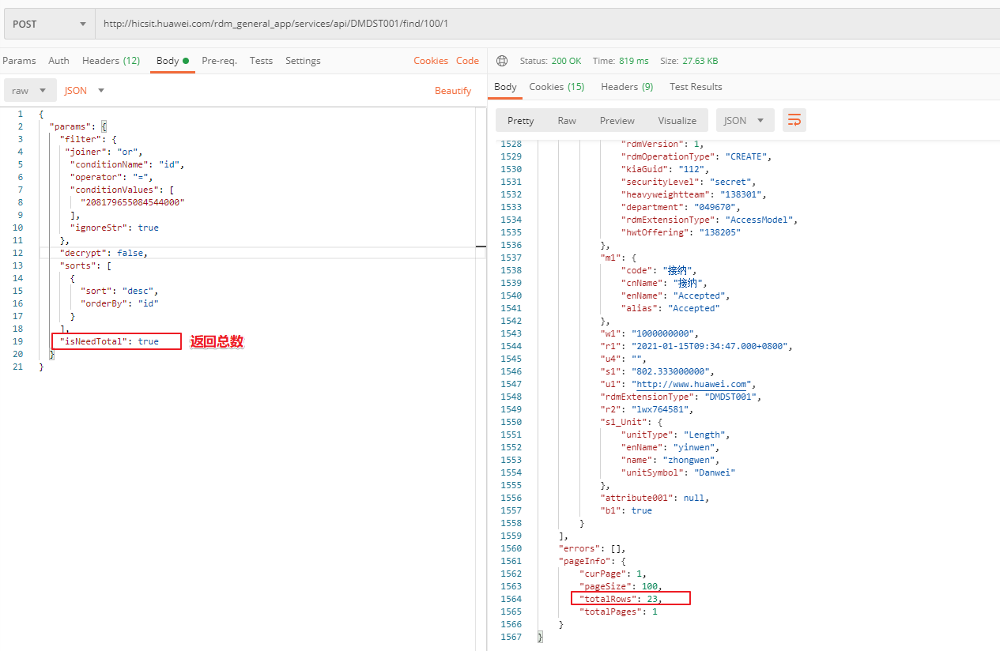 POST
http://hicsit.huawei.com/rdm_general_app/services/api/DMDST001/find/100/1
Params Auth Headers (12) Body Pre-req. Tests Settings Cookies Code
raw JSON Beautify
1 {
2 "params": {
3 "filter": {
4 "joiner": "or",
5 "conditionName": "id",
6 "operator": "=",
7 "conditionValues": [
8 "208179655084544000"
9 ],
10 "ignoreStr": true
11 },
12 "decrypt": false,
13 "sorts": [
14 {
15 "sort": "desc",
16 "orderBy": "id"
17 }
18 ],
19 "isNeedTotal": true 返回总数
20 }
21 }
Status: 200 OK Time: 819 ms Size: 27.63 KB
Body Cookies (15) Headers (9) Test Results
Pretty Raw Preview Visualize JSON
1528 "rdmVersion": 1,
1529 "rdmOperationType": "CREATE",
1530 "kiaGuid": "112",
1531 "securityLevel": "secret",
1532 "heavyweightteam": "138301",
1533 "department": "049670",
1534 "rdmExtensionType": "AccessModel",
1535 "hwtOffering": "138205"
1536 },
1537 "m1": {
1538 "code": "接纳",
1539 "cnName": "接纳",
1540 "enName": "Accepted",
1541 "alias": "Accepted"
1542 },
1543 "w1": "1000000000",
1544 "r1": "2021-01-15T09:34:47.000+0800",
1545 "u4": "",
1546 "s1": "802.333000000",
1547 "u1": "http://www.huawei.com",
1548 "rdmExtensionType": "DMDST001",
1549 "r2": "lwx764581",
1550 "s1_Unit": {
1551 "unitType": "Length",
1552 "enName": "yinwen",
1553 "name": "zhongwen",
1554 "unitSymbol": "Danwei"
1555 },
1556 "attribute001": null,
1557 "b1": true
1558 }
1559 ],
1560 "errors": [],
1561 "pageInfo": {
1562 "curPage": 1,
1563 "pageSize": 100,
1564 "totalRows": 23,
1565 "totalPages": 1
1566 }
1567 }